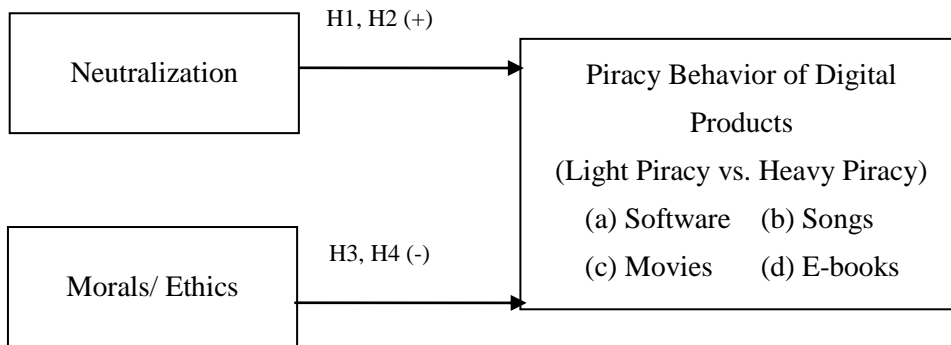 H1, H2 (+)
Neutralization
Piracy Behavior of Digital
Products
(Light Piracy vs. Heavy Piracy)
(a) Software (b) Songs
(c) Movies (d) E-books
H3, H4 (-)
Morals/ Ethics